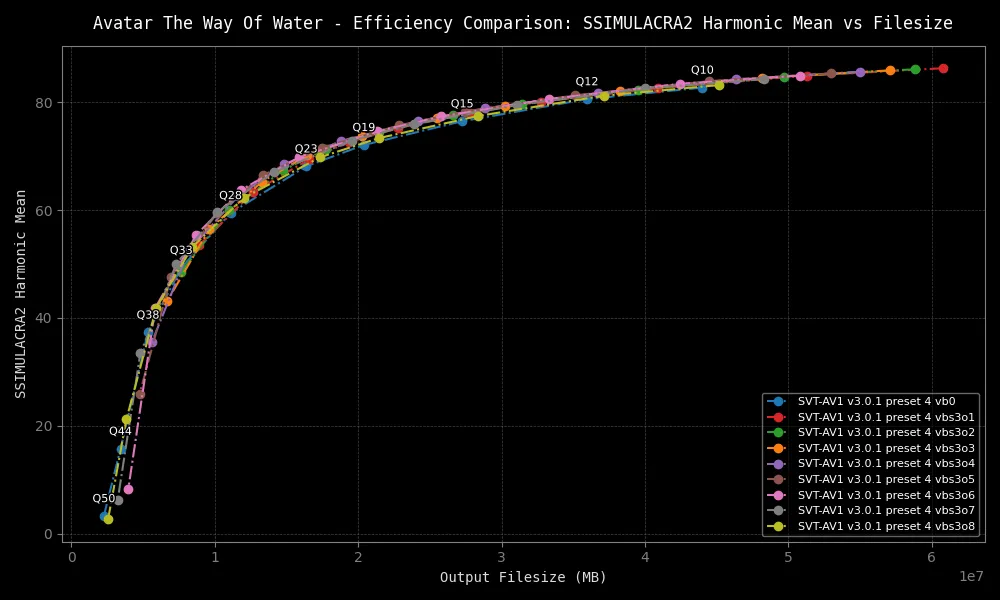 Avatar The Way Of Water - Efficiency Comparison: SSIMULACRA2 Harmonic Mean vs Filesize
SSIMULACRA2 Harmonic Mean
80
60
40
20
0
Q10
Q12
Q15
Q19
Q23
Q28
Q33
Q38
Q44
Q50
SVT-AV1 v3.0.1 preset 4 vb0
SVT-AV1 v3.0.1 preset 4 vbs3o1
SVT-AV1 v3.0.1 preset 4 vbs3o2
SVT-AV1 v3.0.1 preset 4 vbs3o3
SVT-AV1 v3.0.1 preset 4 vbs3o4
SVT-AV1 v3.0.1 preset 4 vbs3o5
SVT-AV1 v3.0.1 preset 4 vbs3o6
SVT-AV1 v3.0.1 preset 4 vbs3o7
SVT-AV1 v3.0.1 preset 4 vbs3o8
0 1 2 3 4 5 6
1e7
Output Filesize (MB)